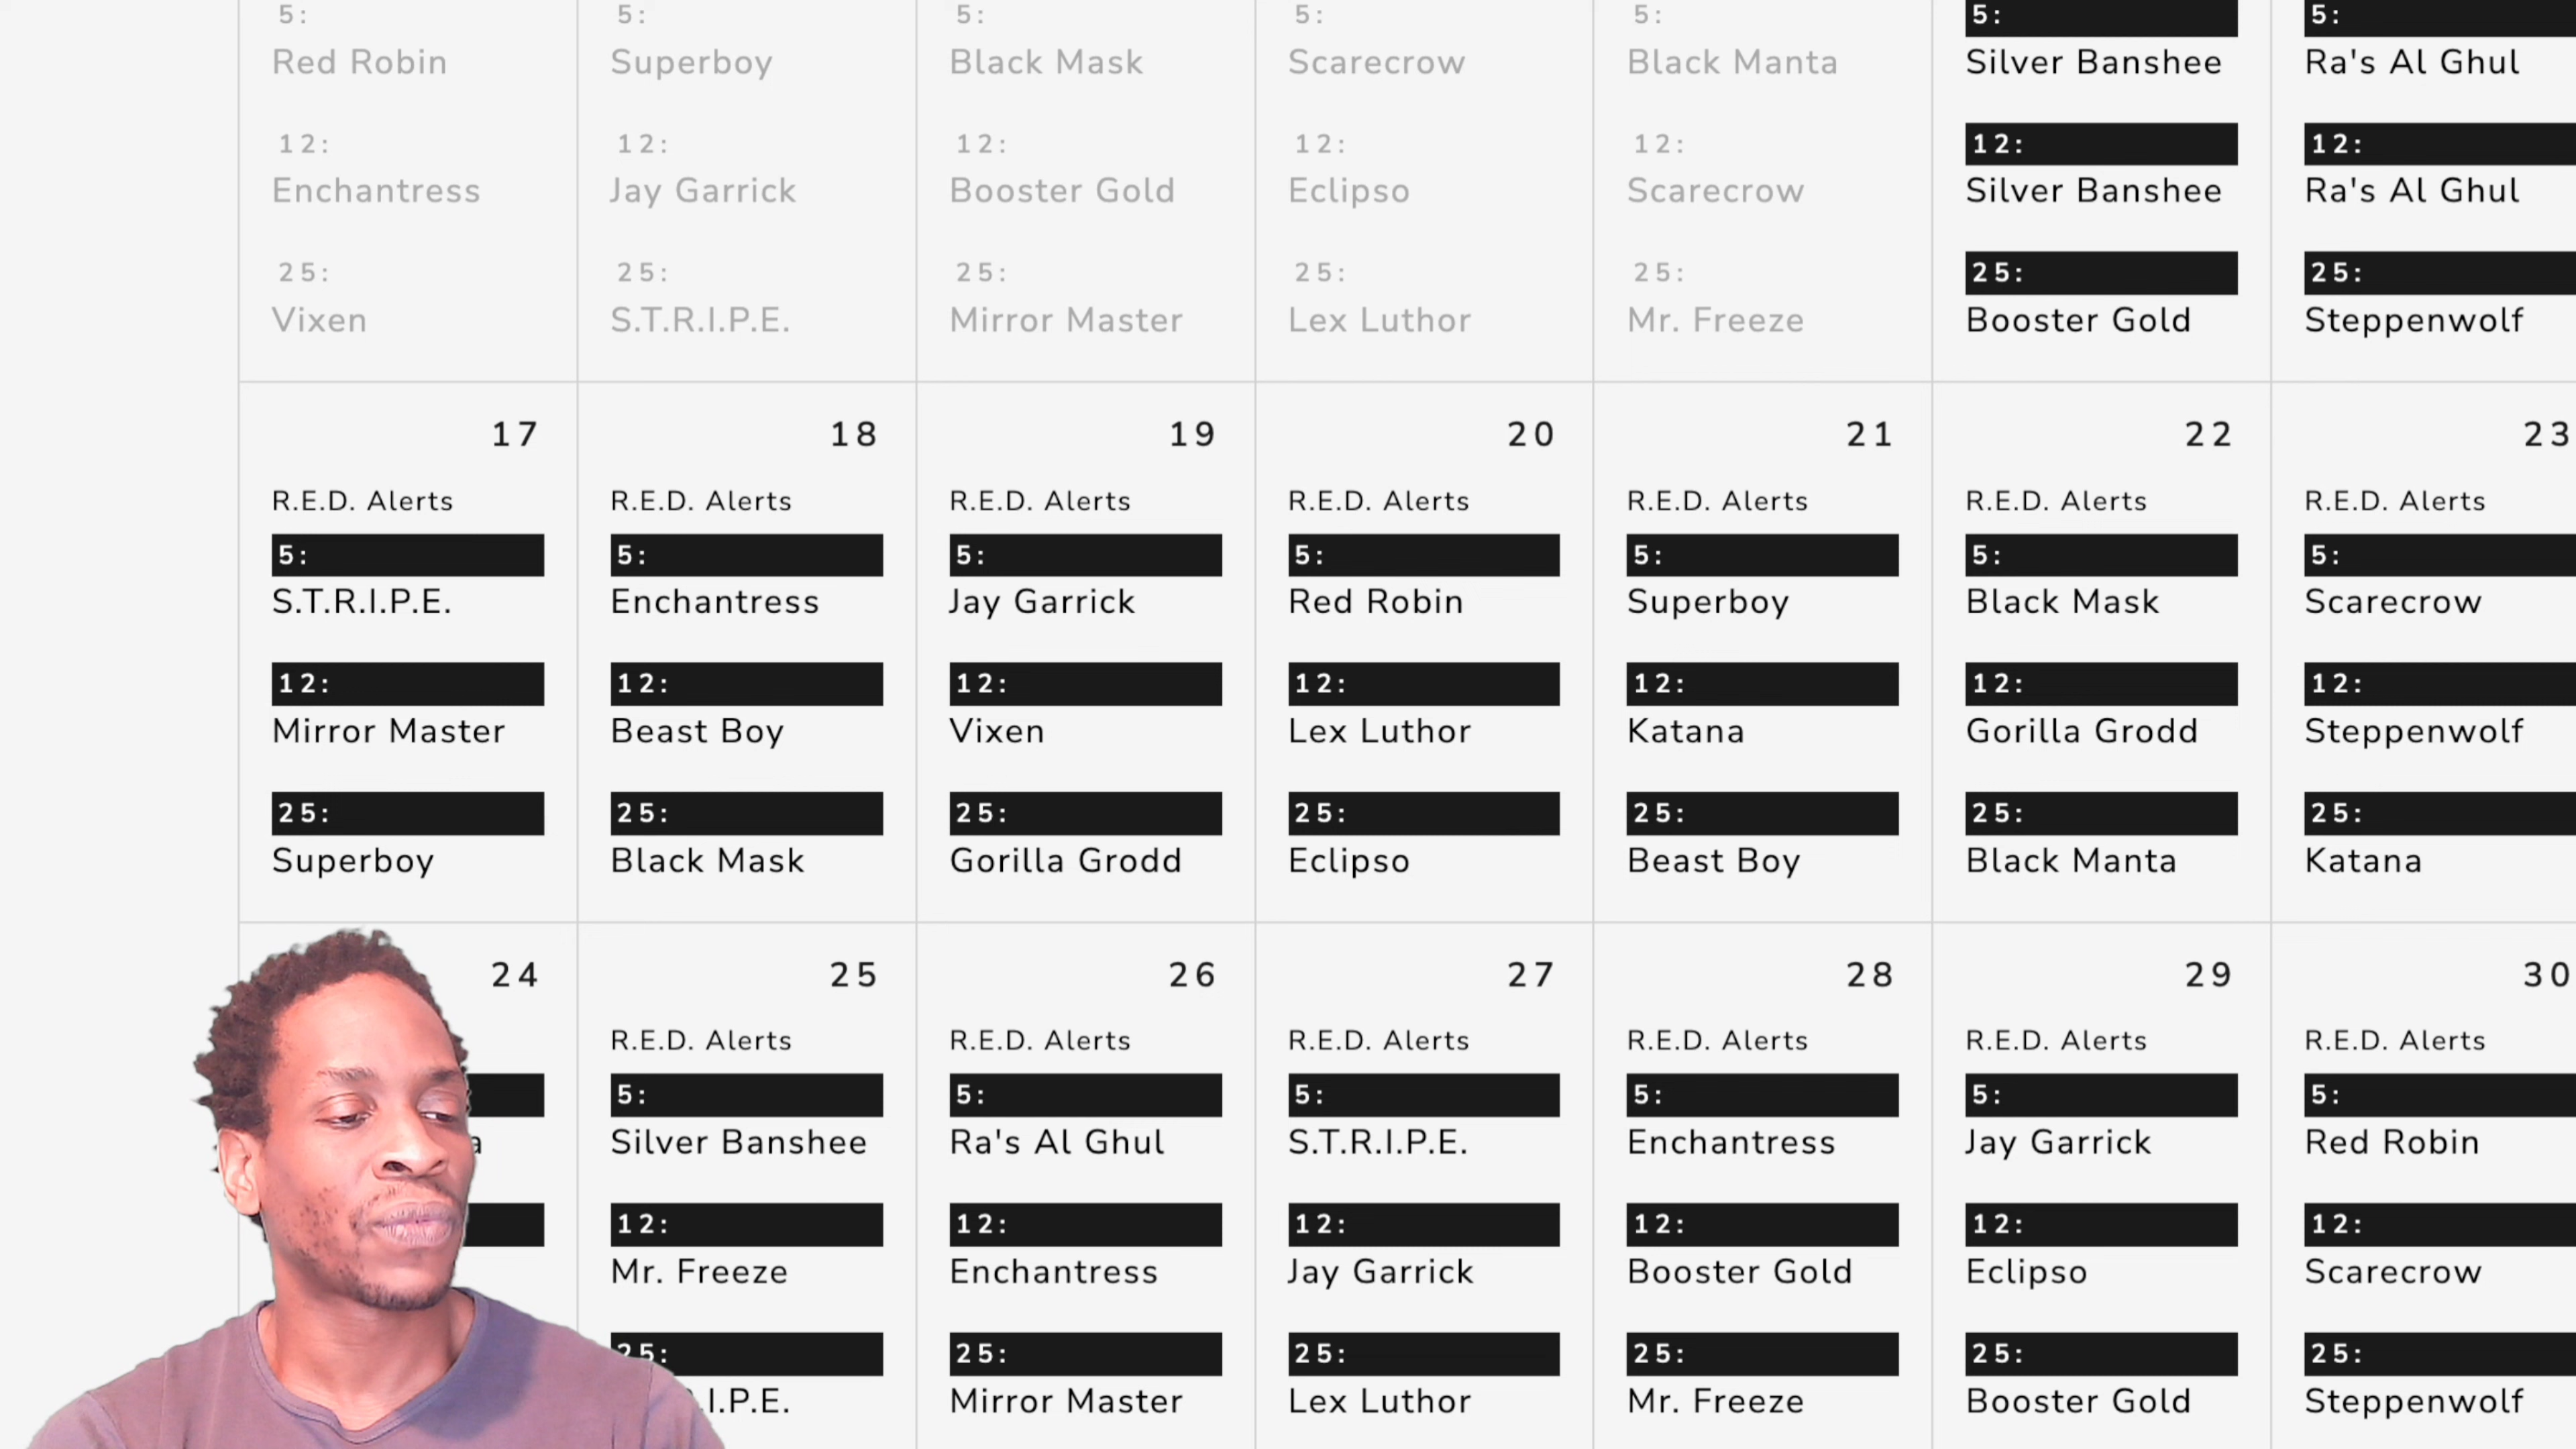 5: 5: 5: 5: 5: 5: 5:
Red Robin Superboy Black Mask Scarecrow Black Manta Silver Banshee Ra's Al Ghul
12: 12: 12: 12: 12: 12: 12:
Enchantress Jay Garrick Booster Gold Eclipso Scarecrow Silver Banshee Ra's Al Ghul
25: 25: 25: 25: 25: 25: 25:
Vixen S.T.R.I.P.E. Mirror Master Lex Luthor Mr. Freeze Booster Gold Steppenwolf
17 18 19 20 21 22 23
R.E.D. Alerts R.E.D. Alerts R.E.D. Alerts R.E.D. Alerts R.E.D. Alerts R.E.D. Alerts R.E.D. Alerts
5: 5: 5: 5: 5: 5: 5:
S.T.R.I.P.E. Enchantress Jay Garrick Red Robin Superboy Black Mask Scarecrow
12: 12: 12: 12: 12: 12: 12:
Mirror Master Beast Boy Vixen Lex Luthor Katana Gorilla Grodd Steppenwolf
25: 25: 25: 25: 25: 25: 25:
Superboy Black Mask Gorilla Grodd Eclipso Beast Boy Black Manta Katana
24 25 26 27 28 29 30
R.E.D. Alerts R.E.D. Alerts R.E.D. Alerts R.E.D. Alerts R.E.D. Alerts R.E.D. Alerts
5: 5: 5: 5: 5: 5:
Silver Banshee Ra's Al Ghul S.T.R.I.P.E. Enchantress Jay Garrick Red Robin
12: 12: 12: 12: 12: 12:
Mr. Freeze Enchantress Jay Garrick Booster Gold Eclipso Scarecrow
25: 25: 25: 25: 25: 25:
I.P.E. Mirror Master Lex Luthor Mr. Freeze Booster Gold Steppenwolf